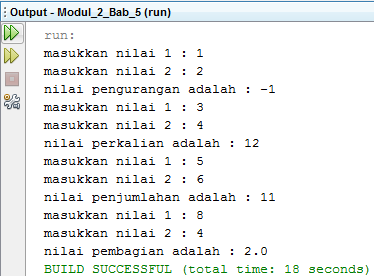 Output - Modul_2_Bab_5 (run)
run:
masukkan nilai 1 : 1
masukkan nilai 2 : 2
nilai pengurangan adalah : -1
masukkan nilai 1 : 3
masukkan nilai 2 : 4
nilai perkalian adalah : 12
masukkan nilai 1 : 5
masukkan nilai 2 : 6
nilai penjumlahan adalah : 11
masukkan nilai 1 : 8
masukkan nilai 2 : 4
nilai pembagian adalah : 2.0
BUILD SUCCESSFUL (total time: 18 seconds)